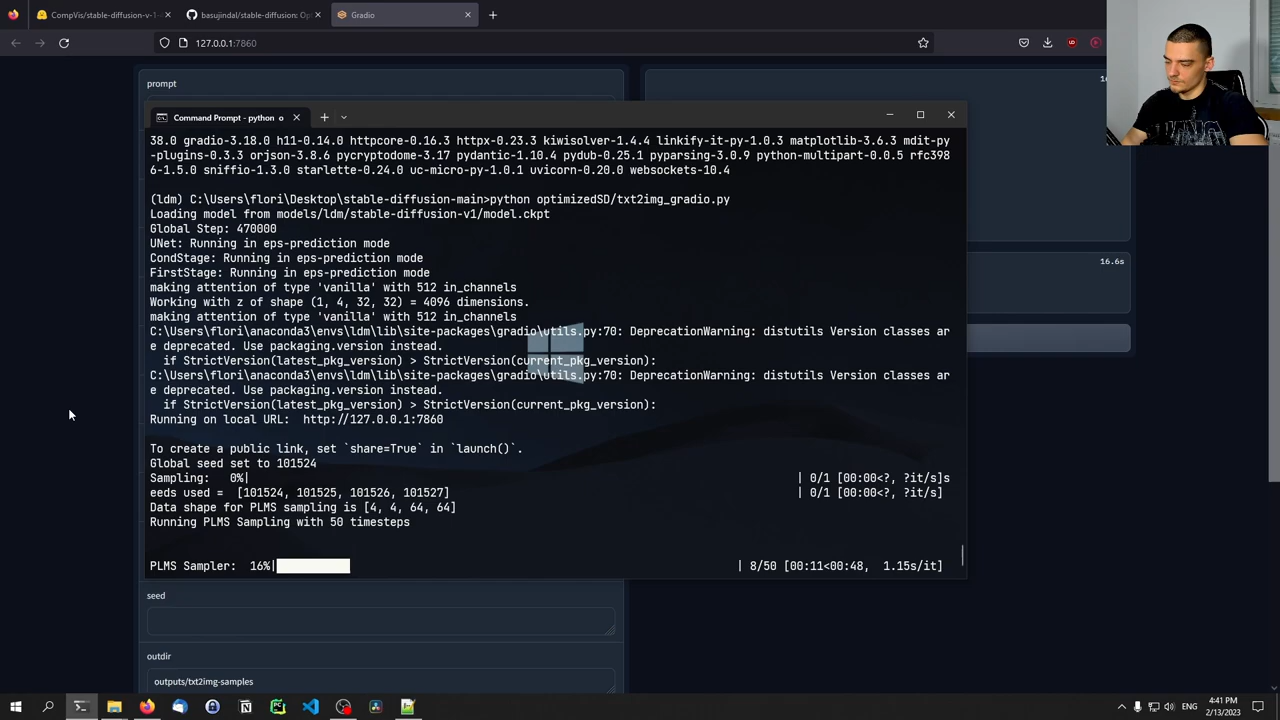 CompVis/stable-diffusion-v-1-
basujindal/stable-diffusion: Op
Gradio
127.0.0.1:7860
prompt
Command Prompt - python o
38.0 gradio-3.18.0 h11-0.14.0 httpcore-0.16.3 httpx-0.23.3 kiwisolver-1.4.4 linkify-it-py-1.0.3 matplotlib-3.6.3 mdit-py
-plugins-0.3.3 orjson-3.8.6 pycryptodome-3.17 pydantic-1.10.4 pydub-0.25.1 pyparsing-3.0.9 python-multipart-0.0.5 rfc398
6-1.5.0 sniffio-1.3.0 starlette-0.24.0 uc-micro-py-1.0.1 uvicorn-0.20.0 websockets-10.4
(ldm) C:\Users\flori\Desktop\stable-diffusion-main>python optimizedSD/txt2img_gradio.py
Loading model from models/ldm/stable-diffusion-v1/model.ckpt
Global Step: 470000
UNet: Running in eps-prediction mode
CondStage: Running in eps-prediction mode
FirstStage: Running in eps-prediction mode
making attention of type 'vanilla' with 512 in_channels
Working with z of shape (1, 4, 32, 32) = 4096 dimensions.
making attention of type 'vanilla' with 512 in_channels
C:\Users\flori\anaconda3\envs\ldm\lib\site-packages\gradio\utils.py:70: DeprecationWarning: distutils Version classes ar
e deprecated. Use packaging.version instead.
if StrictVersion(latest_pkg_version) > StrictVersion(current_pkg_version):
C:\Users\flori\anaconda3\envs\ldm\lib\site-packages\gradio\utils.py:70: DeprecationWarning: distutils Version classes ar
e deprecated. Use packaging.version instead.
if StrictVersion(latest_pkg_version) > StrictVersion(current_pkg_version):
Running on local URL:  http://127.0.0.1:7860
To create a public link, set `share=True` in `launch()`.
Global seed set to 101524
Sampling:   0%| | 0/1 [00:00<?, ?it/s]s
eeds used =  [101524, 101525, 101526, 101527] | 0/1 [00:00<?, ?it/s]
Data shape for PLMS sampling is [4, 4, 64, 64]
Running PLMS Sampling with 50 timesteps
PLMS Sampler:  16%| | 8/50 [00:11<00:48,  1.15s/it]
16.6s
seed
outdir
outputs/txt2img-samples
ENG
4:41 PM
2/13/2023